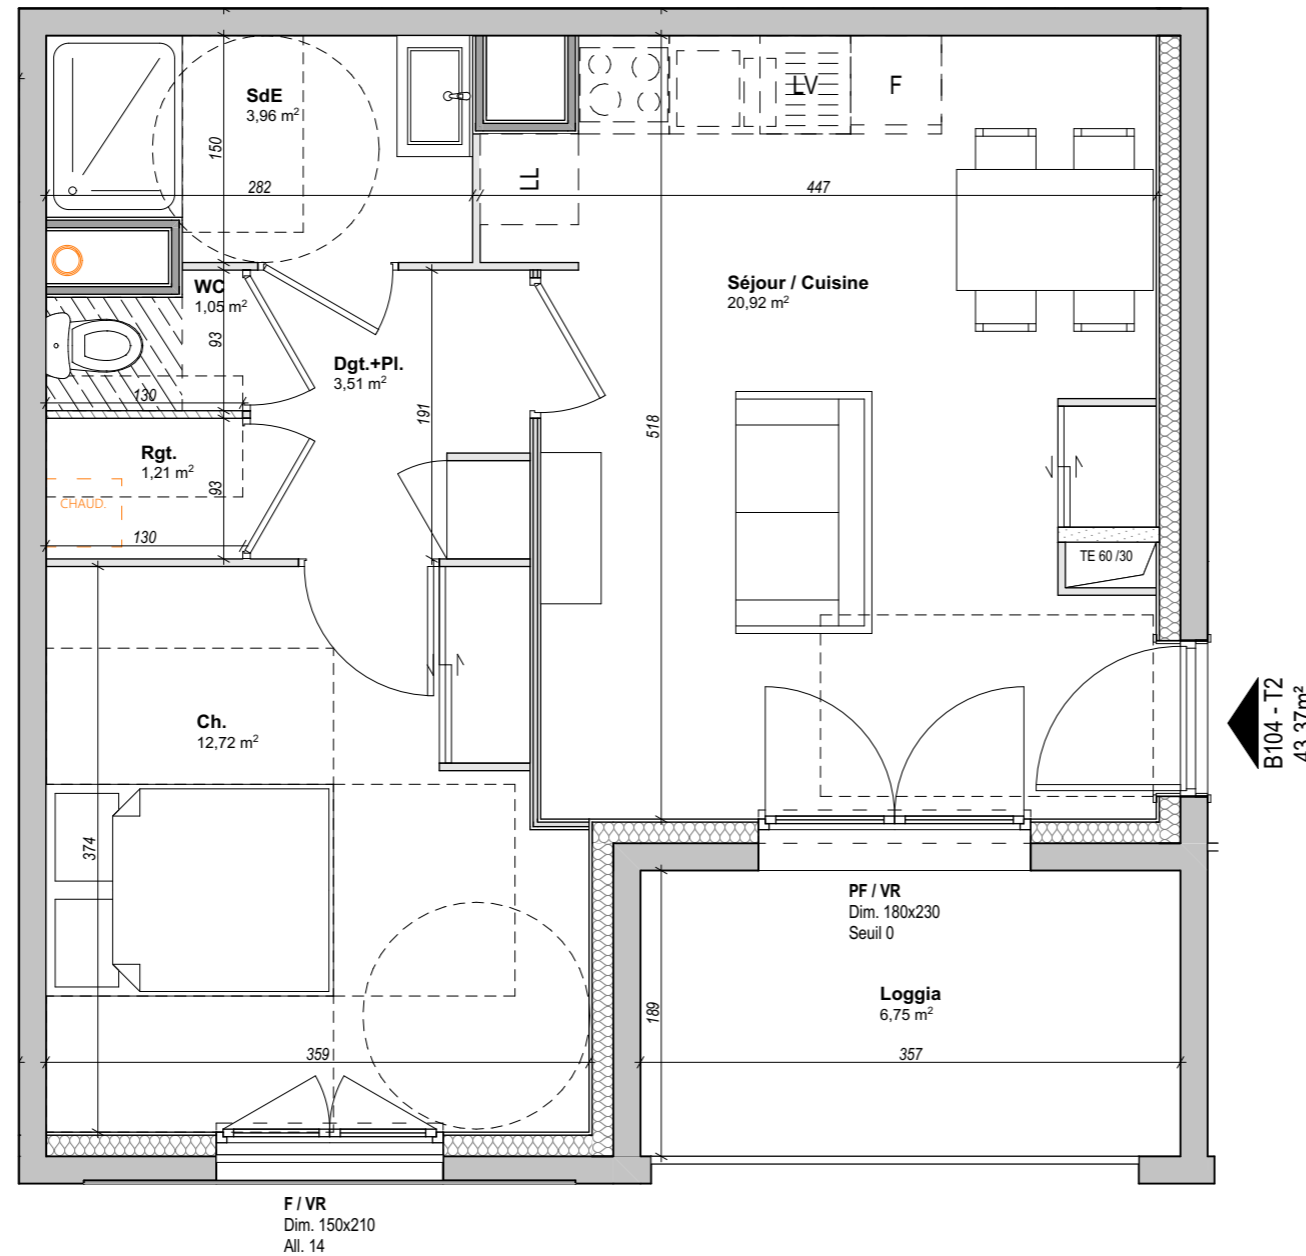 SdE
3,96 m²
150
282
LL
LV
F
447
WC
1,05 m²
93
130
Dgt.+Pl.
3,51 m²
191
Séjour / Cuisine
20,92 m²
518
Rgt.
1,21 m²
93
CHAUD.
130
TE 60 /30
Ch.
12,72 m²
374
359
B104 - T2
43,37m²
PF / VR
Dim. 180x230
Seuil 0
Loggia
6,75 m²
189
357
F / VR
Dim. 150x210
All. 14